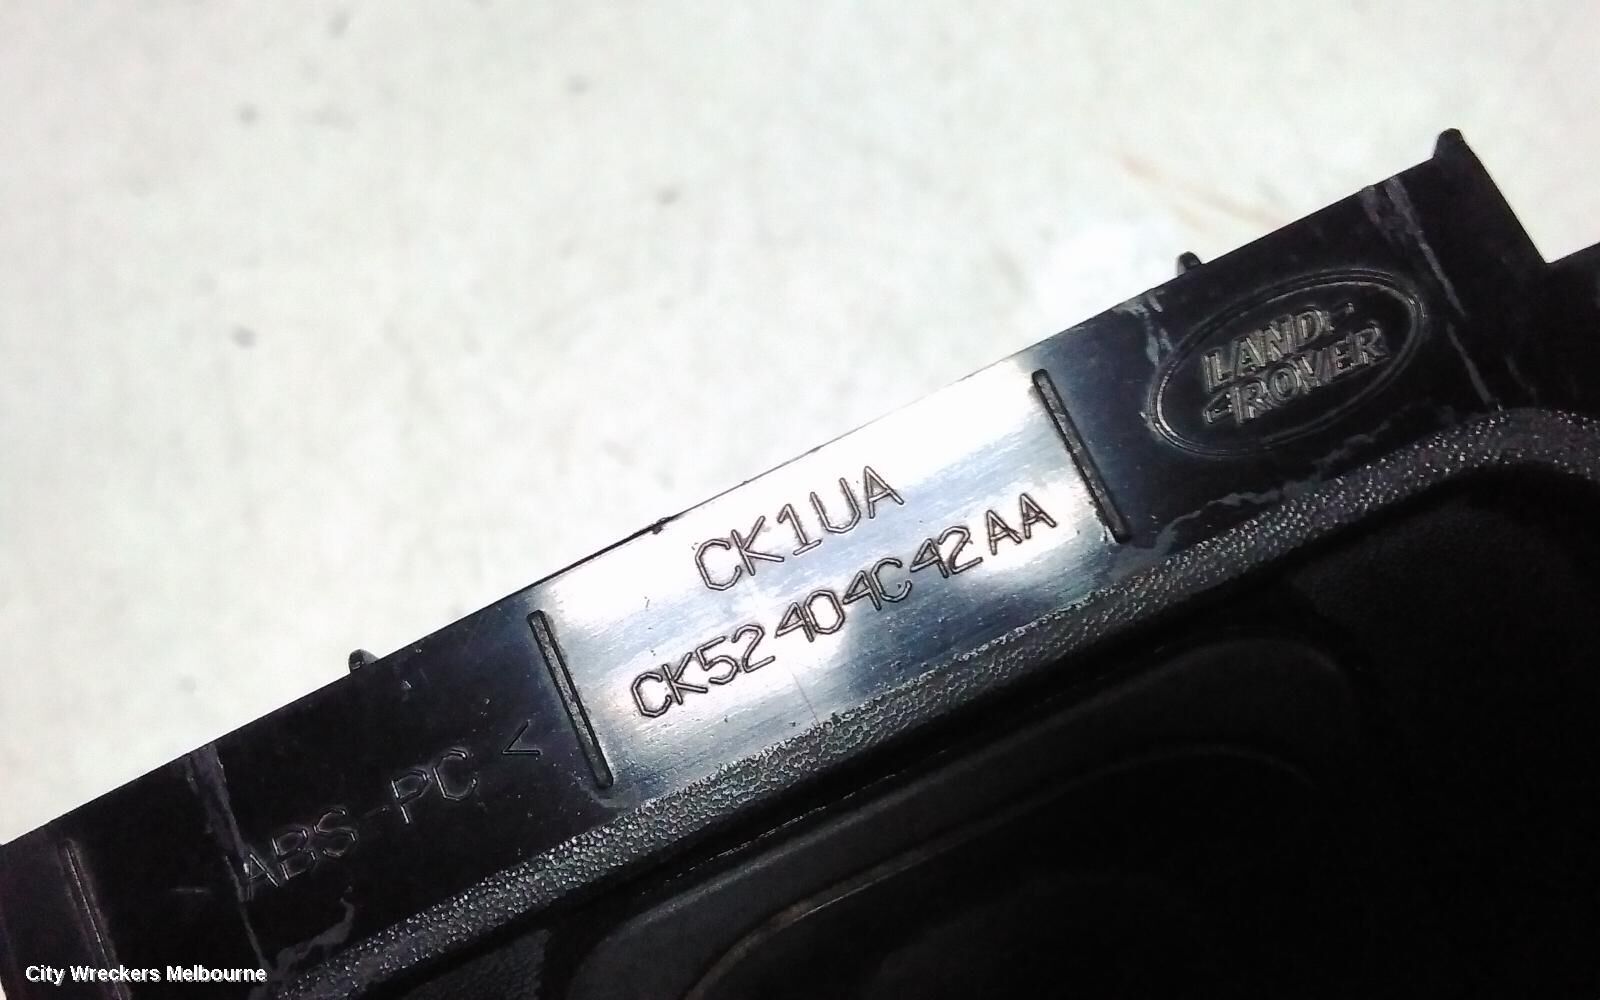 LAND
ROVER
CK1UA
CK52404C42AA
ABS-PC <
City Wreckers Melbourne